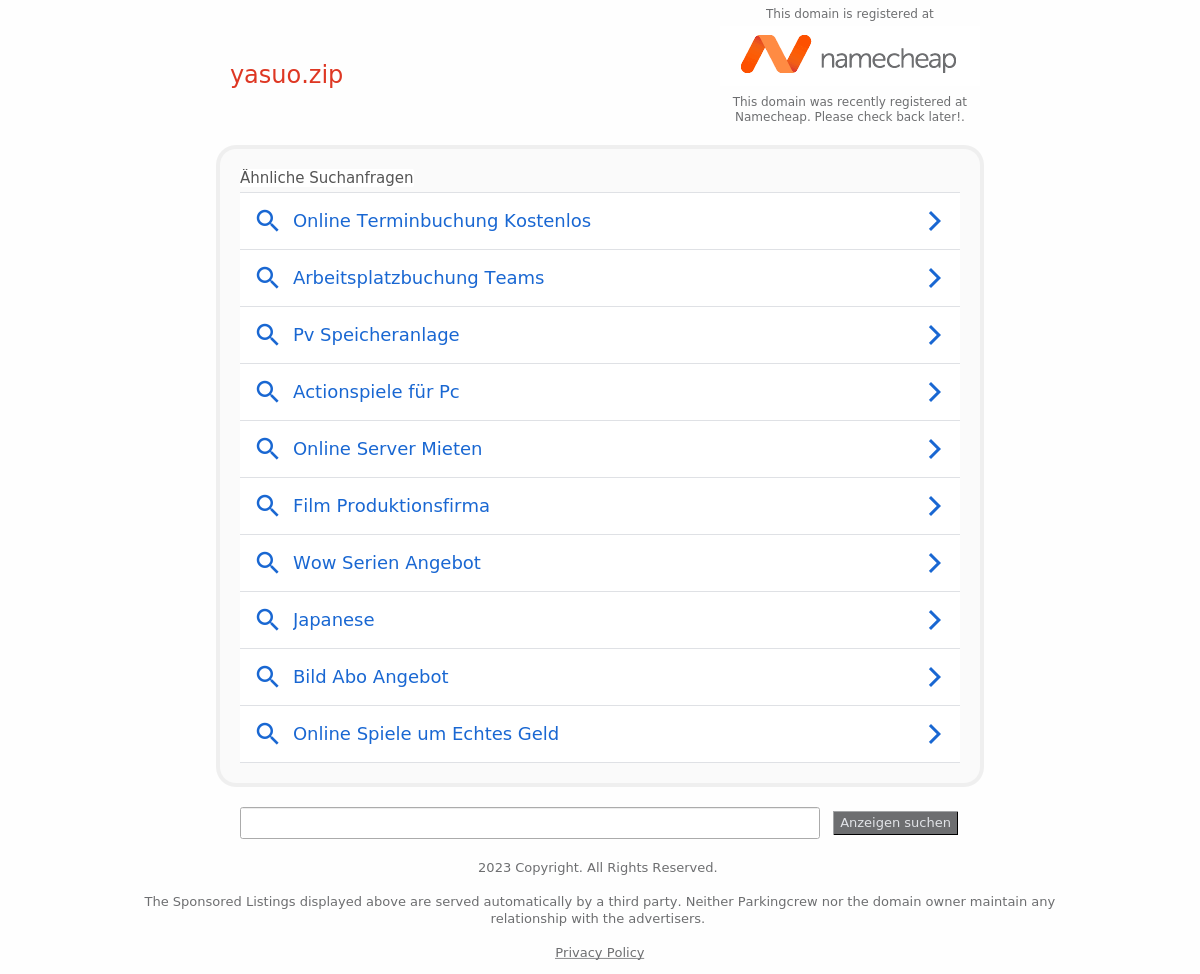 This domain is registered at
namecheap
yasuo.zip
This domain was recently registered at
Namecheap. Please check back later!.
Ähnliche Suchanfragen
Online Terminbuchung Kostenlos
Arbeitsplatzbuchung Teams
Pv Speicheranlage
Actionspiele für Pc
Online Server Mieten
Film Produktionsfirma
Wow Serien Angebot
Japanese
Bild Abo Angebot
Online Spiele um Echtes Geld
Anzeigen suchen
2023 Copyright. All Rights Reserved.
The Sponsored Listings displayed above are served automatically by a third party. Neither Parkingcrew nor the domain owner maintain any
relationship with the advertisers.
Privacy Policy